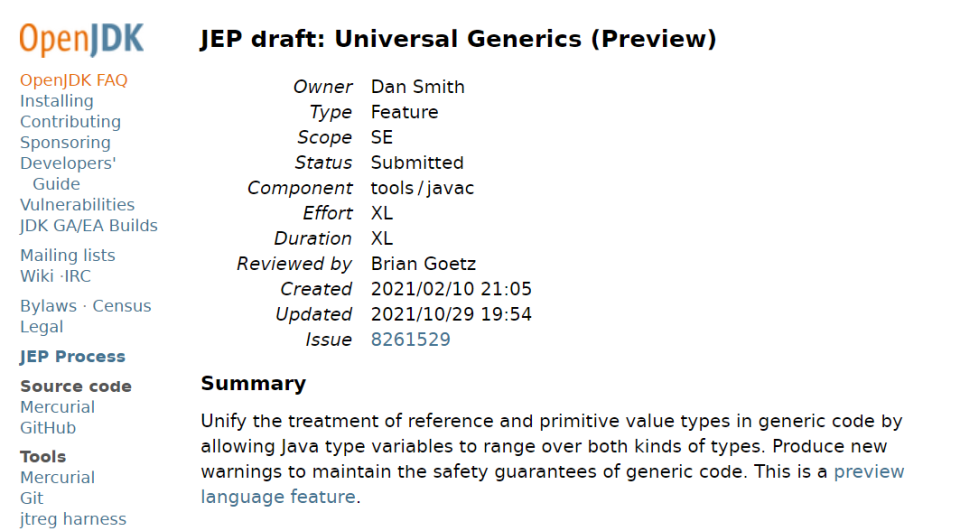 OpenJDK
OpenJDK FAQ
Installing
Contributing
Sponsoring
Developers'
Guide
Vulnerabilities
JDK GA/EA Builds
Mailing lists
Wiki ·IRC
Bylaws · Census
Legal
JEP Process
Source code
Mercurial
GitHub
Tools
Mercurial
Git
jtreg harness
JEP draft: Universal Generics (Preview)
Owner Dan Smith
Type Feature
Scope SE
Status Submitted
Component tools / javac
Effort XL
Duration XL
Reviewed by Brian Goetz
Created 2021/02/10 21:05
Updated 2021/10/29 19:54
Issue 8261529
Summary
Unify the treatment of reference and primitive value types in generic code by
allowing Java type variables to range over both kinds of types. Produce new
warnings to maintain the safety guarantees of generic code. This is a preview
language feature.